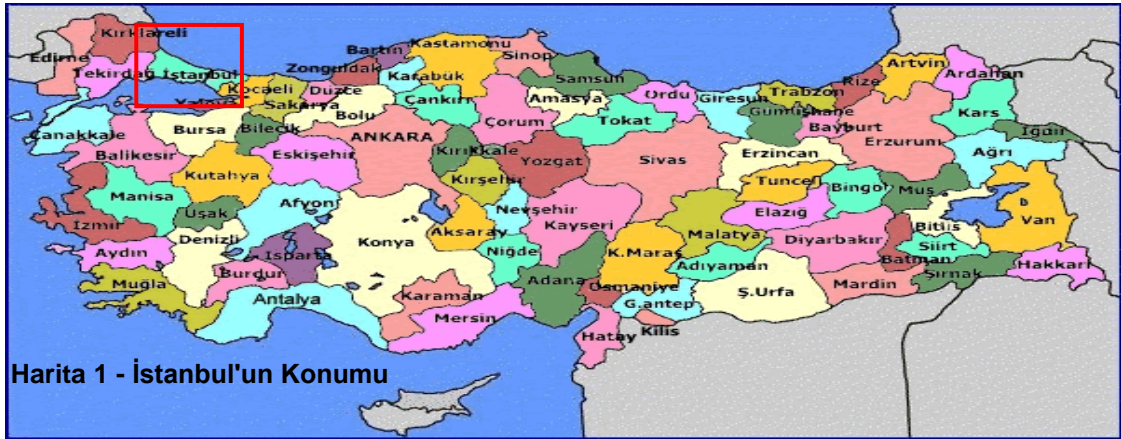 Kırklareli
Edirne
Tekirdağ
İstanbul
Yalova
Kocaeli
Sakarya
Düzce
Zonguldak
Bartın
Karabük
Kastamonu
Sinop
Samsun
Ordu
Giresun
Trabzon
Rize
Artvin
Ardahan
Çanakkale
Bursa
Bilecik
Bolu
Çankırı
Çorum
Amasya
Tokat
Gümüşhane
Bayburt
Erzurum
Kars
Iğdır
Ağrı
Balikesir
Kutahya
Eskişehir
ANKARA
Kırıkkale
Yozgat
Sivas
Erzincan
Tunceli
Bingol
Muş
Bitlis
Van
Manisa
Uşak
Afyon
Kırşehir
Nevşehir
Kayseri
Malatya
Elazığ
Diyarbakır
Batman
Siirt
Şırnak
Hakkari
İzmir
Aydın
Denizli
Isparta
Burdur
Konya
Aksaray
Niğde
Adana
K.Maraş
Adıyaman
Osmaniye
G.antep
Ş.Urfa
Mardin
Muğla
Antalya
Karaman
Mersin
Hatay
Kilis
Harita 1 - İstanbul'un Konumu